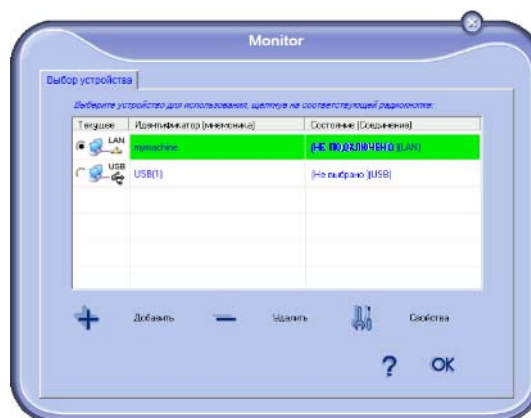 Monitor
Выбор устройства
Выберите устройство для использования, щелкнув на соответствующей радиокнопке:
Текущее Идентификатор (мнемоника) Состояние (Соединение)
LAN mymachine (НЕ ПОДКЛЮЧЕНО )(LAN)
USB USB(1) (Не выбрано )(USB)
Добавить Удалить Свойства
? OK